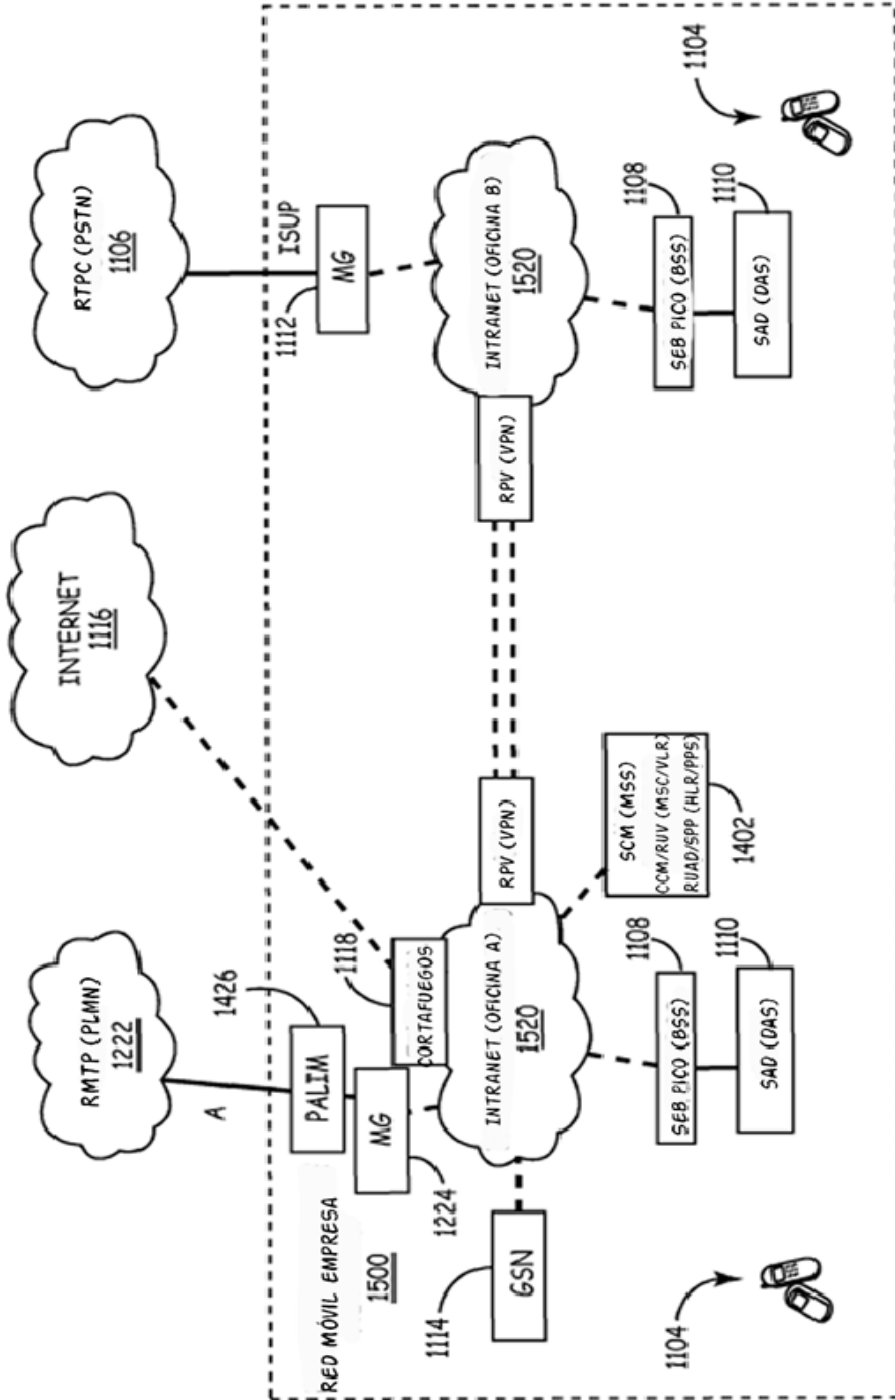 RMTP (PLMN)
1222
INTERNET
1116
RTPC (PSTN)
1106
A
1426
PALIM
ISUP
RED MÓVIL EMPRESA
1500
MG
1224
1118
CORTAFUEGOS
1112
MG
1114
GSN
INTRANET (OFICINA A)
1520
RPV (VPN)
RPV (VPN)
INTRANET (OFICINA B)
1520
SCM (MSS)
CCM/RUV (MSC/VLR)
RUAD/SPP (HLR/PPS)
1402
1108
SEB PICO (BSS)
1110
SAD (DAS)
1108
SEB PICO (BSS)
1110
SAD (DAS)
1104
1104